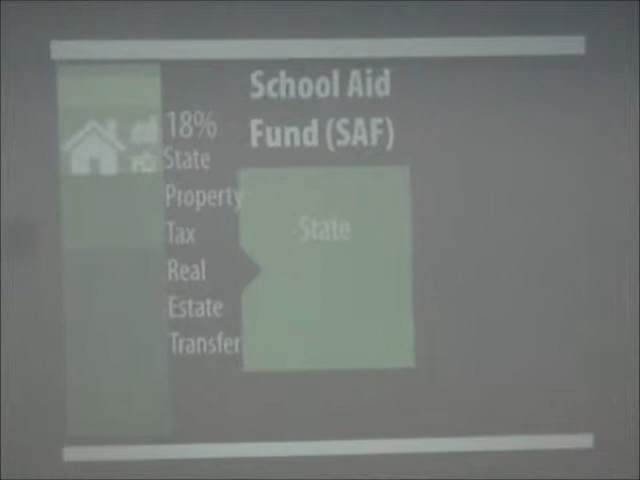 School Aid
Fund (SAF)
18%
State
Property
Tax
Real
Estate
Transfer
State